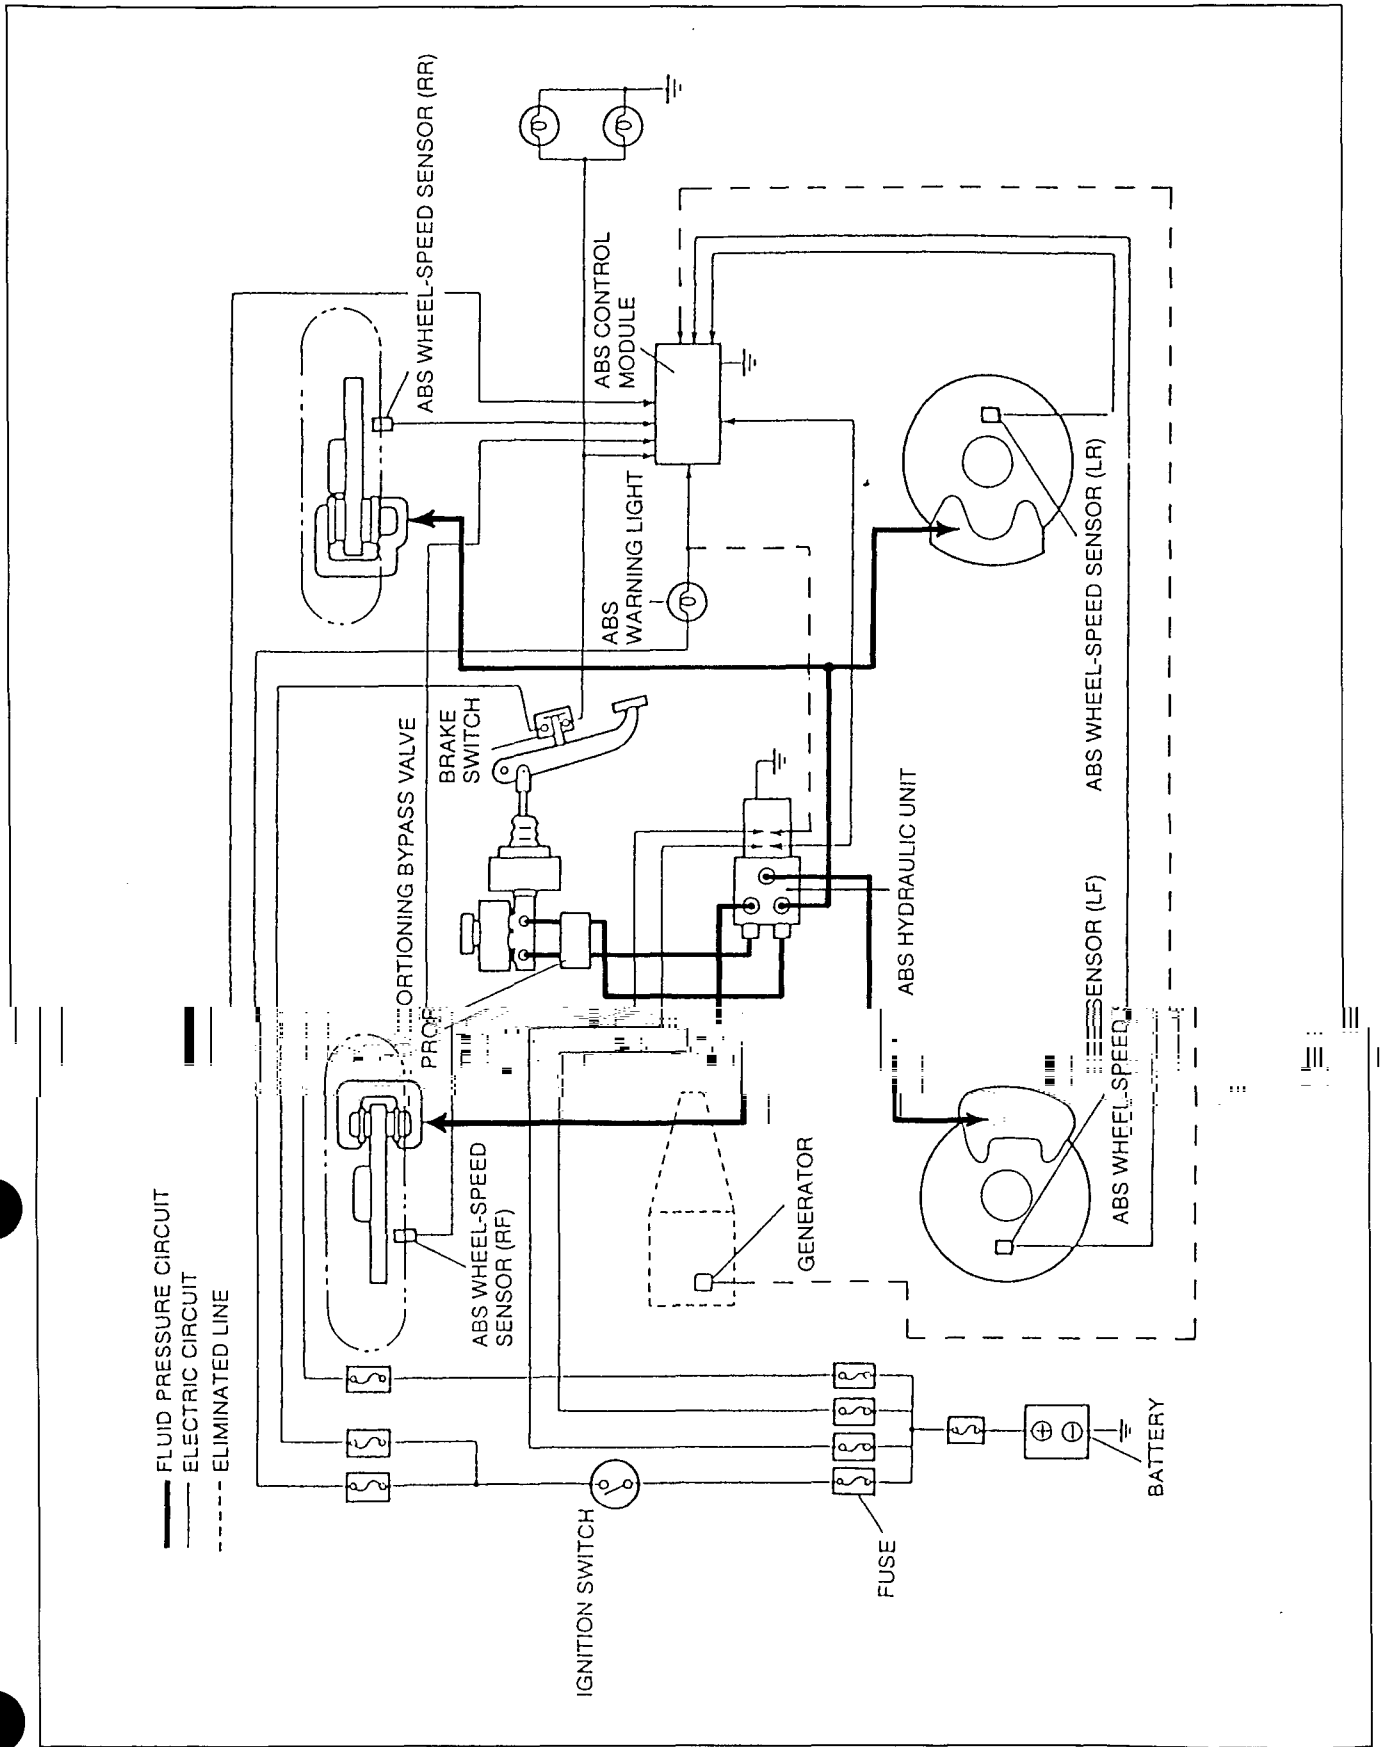 FLUID PRESSURE CIRCUIT
ELECTRIC CIRCUIT
ELIMINATED LINE
ABS WHEEL-SPEED
SENSOR (RF)
PROPORTIONING BYPASS VALVE
BRAKE
SWITCH
ABS WHEEL-SPEED SENSOR (RR)
IGNITION SWITCH
GENERATOR
ABS
WARNING LIGHT
ABS CONTROL
MODULE
FUSE
BATTERY
ABS HYDRAULIC UNIT
ABS WHEEL-SPEED SENSOR (LF)
ABS WHEEL-SPEED SENSOR (LR)